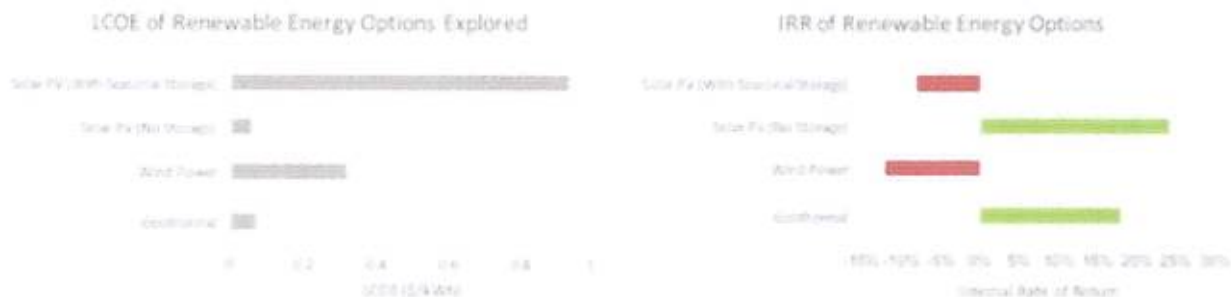 LCOE of Renewable Energy Options Explored
Solar PV (With Seasonal Storage)
Solar PV (No Storage)
Wind Power
Geothermal
0 0.2 0.4 0.6 0.8 1
LCOE ($/kWh)
IRR of Renewable Energy Options
Solar PV (With Seasonal Storage)
Solar PV (No Storage)
Wind Power
Geothermal
-15% -10% -5% 0% 5% 10% 15% 20% 25% 30%
Internal Rate of Return